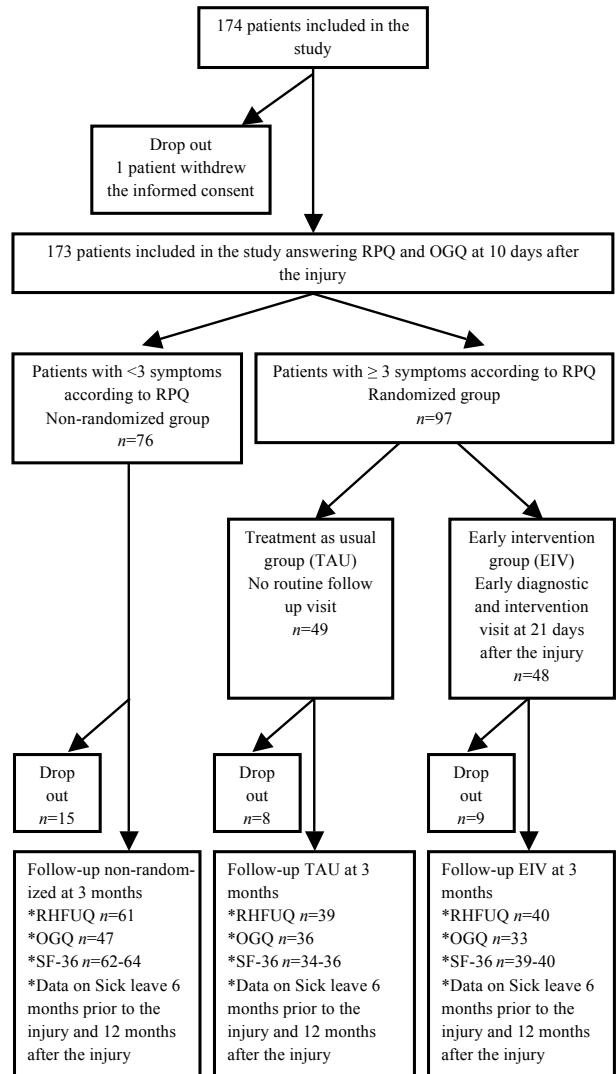 174 patients included in the
study
Drop out
1 patient withdrew
the informed consent
173 patients included in the study answering RPQ and OGQ at 10 days after
the injury
Patients with <3 symptoms
according to RPQ
Non-randomized group
n=76
Patients with ≥ 3 symptoms according to RPQ
Randomized group
n=97
Treatment as usual
group (TAU)
No routine follow
up visit
n=49
Early intervention
group (EIV)
Early diagnostic
and intervention
visit at 21 days
after the injury
n=48
Drop
out
n=15
Drop
out
n=8
Drop
out
n=9
Follow-up non-random-
ized at 3 months
*RHFUQ n=61
*OGQ n=47
*SF-36 n=62-64
*Data on Sick leave 6
months prior to the
injury and 12 months
after the injury
Follow-up TAU at 3
months
*RHFUQ n=39
*OGQ n=36
*SF-36 n=34-36
*Data on Sick leave 6
months prior to the
injury and 12 months
after the injury
Follow-up EIV at 3
months
*RHFUQ n=40
*OGQ n=33
*SF-36 n=39-40
*Data on Sick leave 6
months prior to the
injury and 12 months
after the injury